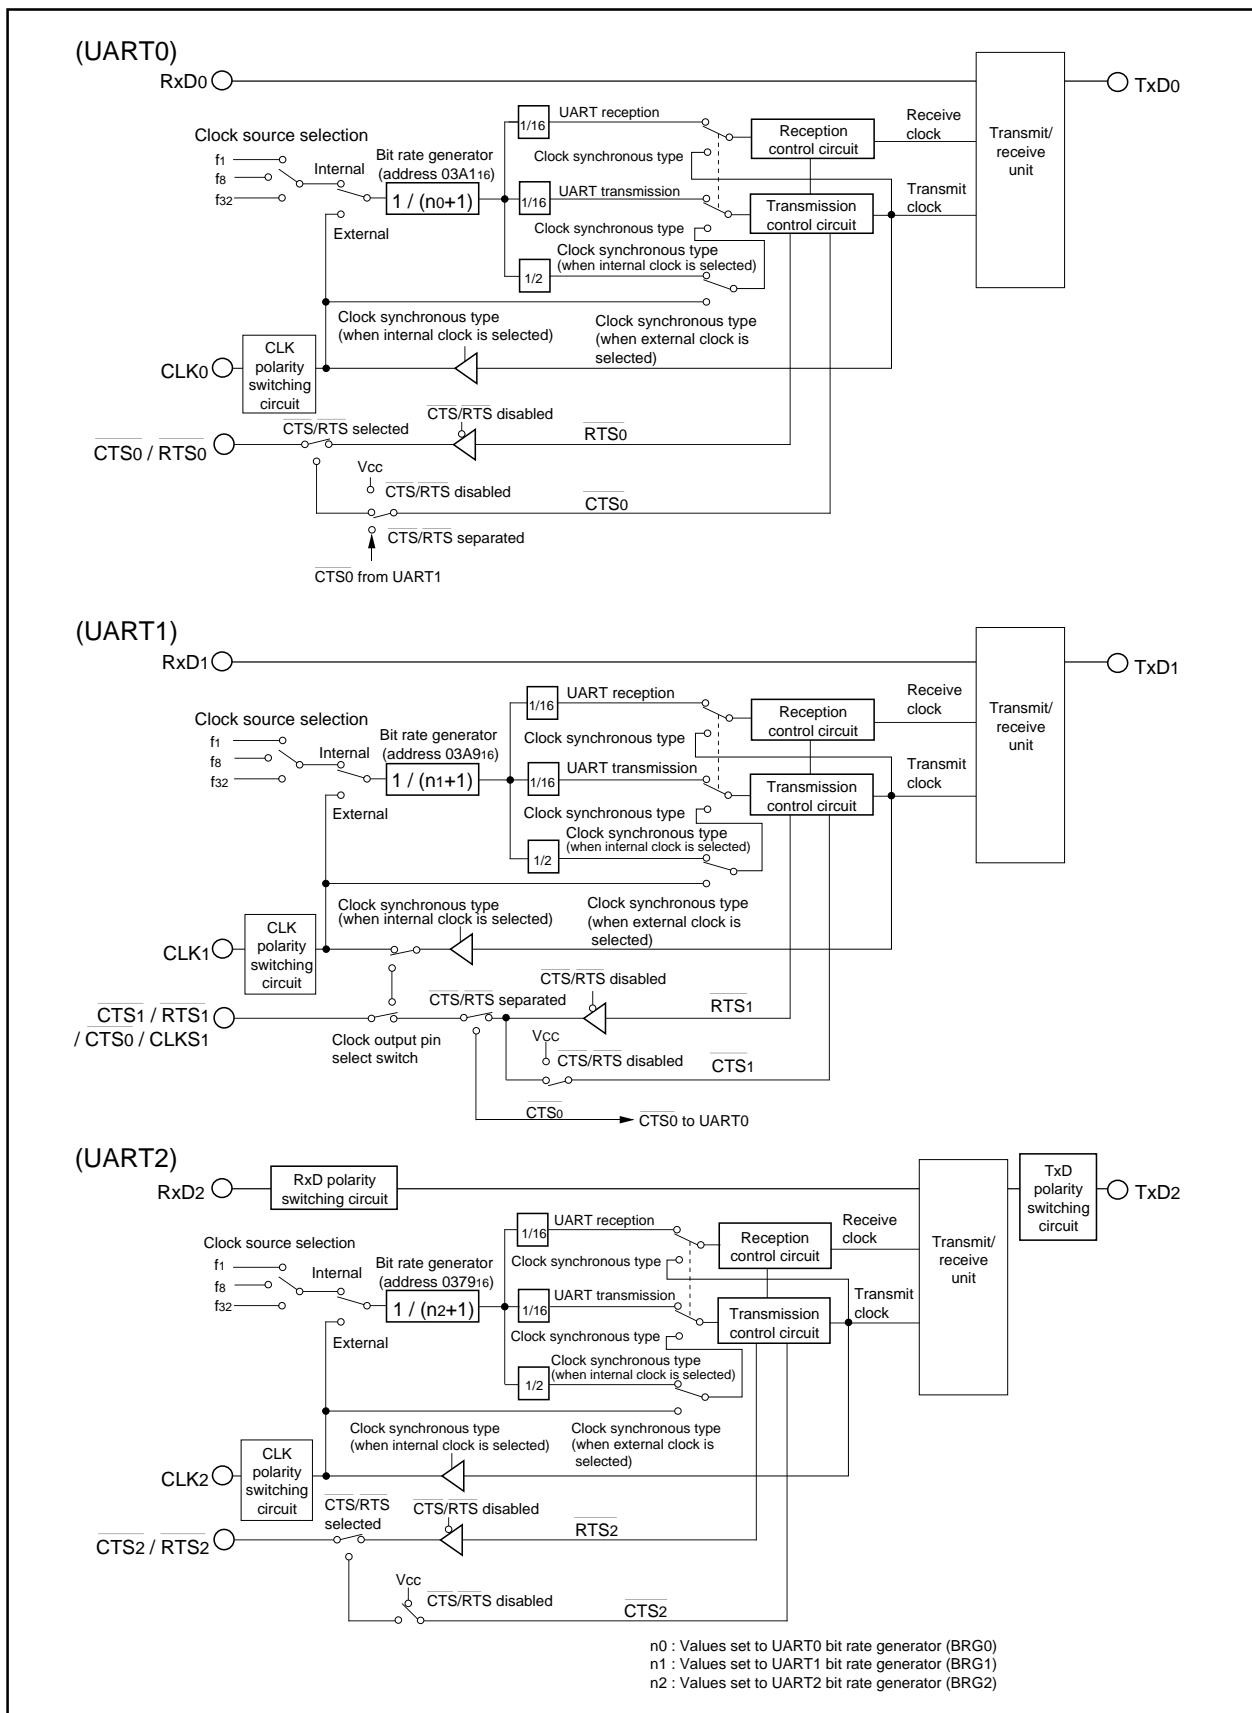 (UART0)
RxD0
TxD0
Clock source selection
f1
f8
f32
Internal
External
Bit rate generator
(address 03A116)
1 / (n0+1)
1/16
UART reception
Clock synchronous type
1/16
UART transmission
Clock synchronous type
Clock synchronous type
(when internal clock is selected)
1/2
Reception
control circuit
Transmission
control circuit
Receive
clock
Transmit
clock
Transmit/
receive
unit
Clock synchronous type
(when internal clock is selected)
Clock synchronous type
(when external clock is
selected)
CLK0
CLK
polarity
switching
circuit
CTS0 / RTS0
CTS/RTS selected
CTS/RTS disabled
RTS0
Vcc
CTS/RTS disabled
CTS0
CTS/RTS separated
CTS0 from UART1
(UART1)
RxD1
TxD1
Clock source selection
f1
f8
f32
Internal
External
Bit rate generator
(address 03A916)
1 / (n1+1)
1/16
UART reception
Clock synchronous type
1/16
UART transmission
Clock synchronous type
Clock synchronous type
(when internal clock is selected)
1/2
Reception
control circuit
Transmission
control circuit
Receive
clock
Transmit
clock
Transmit/
receive
unit
Clock synchronous type
(when internal clock is selected)
Clock synchronous type
(when external clock is
selected)
CLK1
CLK
polarity
switching
circuit
CTS1 / RTS1
/ CTS0 / CLKS1
Clock output pin
select switch
CTS/RTS separated
CTS/RTS disabled
RTS1
VCC
CTS/RTS disabled
CTS1
CTS0
CTS0 to UART0
(UART2)
RxD2
RxD polarity
switching circuit
TxD
polarity
switching
circuit
TxD2
Clock source selection
f1
f8
f32
Internal
External
Bit rate generator
(address 037916)
1 / (n2+1)
1/16
UART reception
Clock synchronous type
1/16
UART transmission
Clock synchronous type
Clock synchronous type
(when internal clock is selected)
1/2
Reception
control circuit
Transmission
control circuit
Receive
clock
Transmit
clock
Transmit/
receive
unit
Clock synchronous type
(when internal clock is selected)
Clock synchronous type
(when external clock is
selected)
CLK2
CLK
polarity
switching
circuit
CTS2 / RTS2
CTS/RTS
selected
CTS/RTS disabled
RTS2
Vcc
CTS/RTS disabled
CTS2
n0 : Values set to UART0 bit rate generator (BRG0)
n1 : Values set to UART1 bit rate generator (BRG1)
n2 : Values set to UART2 bit rate generator (BRG2)